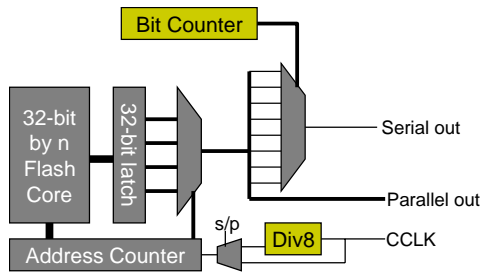 Bit Counter
32-bit
by n
Flash
Core
32-bit latch
Serial out
Parallel out
s/p
Div8
CCLK
Address Counter